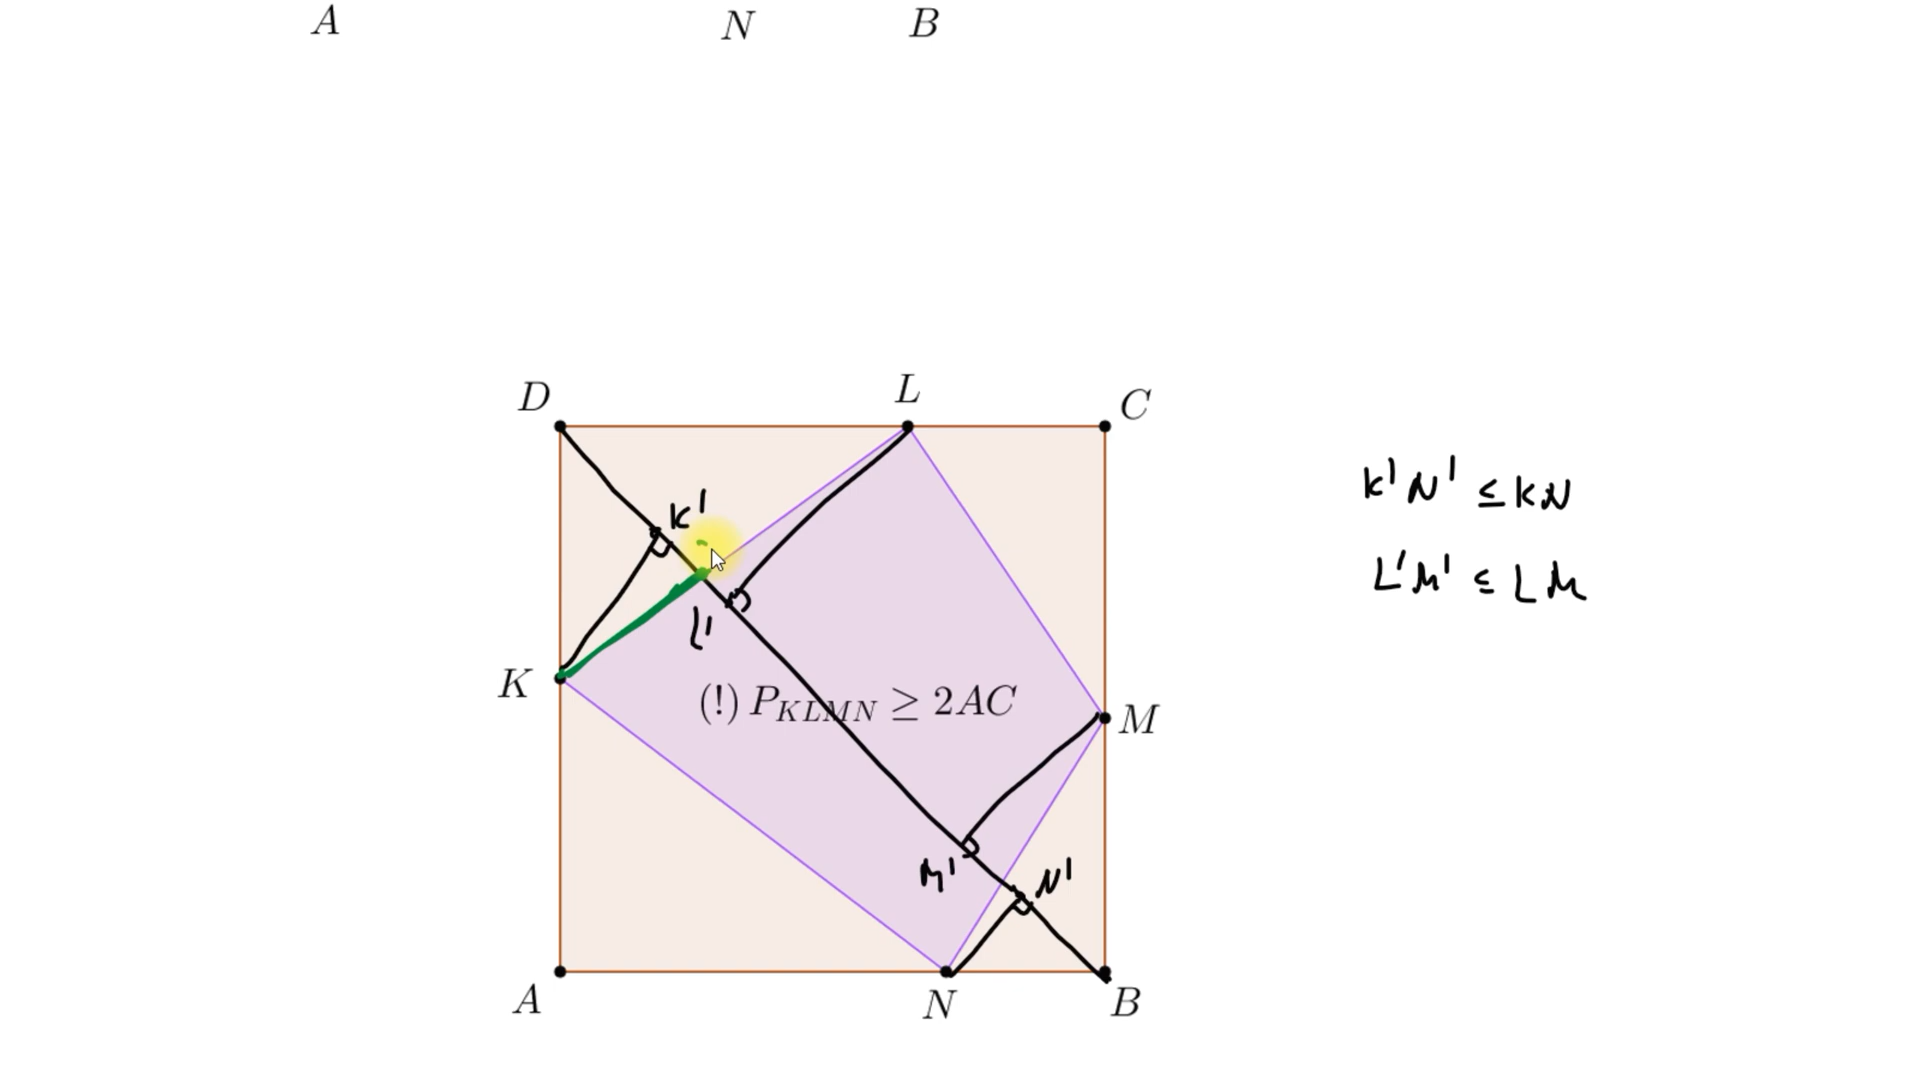 A N B
D L C
K' N' ≤ KN
K'
L' M' ≤ LM
L'
K (!) P_{KLMN} ≥ 2AC M
M' N'
A N B